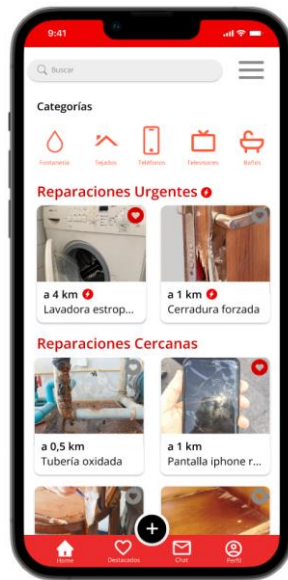 9:41
Buscar
Categorías
Fontanería Tejados Teléfonos Televisores Baños
Reparaciones Urgentes
a 4 km a 1 km
Lavadora estrop... Cerradura forzada
Reparaciones Cercanas
a 0,5 km a 1 km
Tubería oxidada Pantalla iphone r...
Home Destacados Chat Perfil